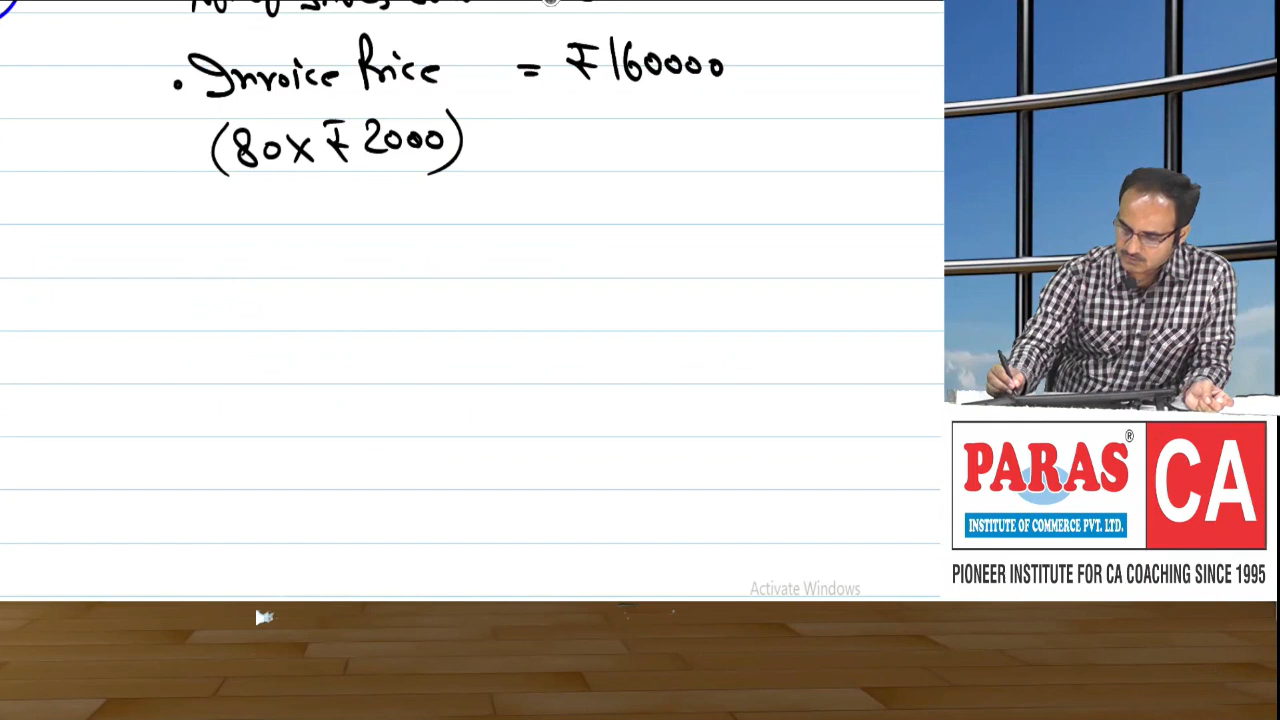 . Invoice Price = ₹160000
(80x₹2000)
PARAS®
INSTITUTE OF COMMERCE PVT. LTD.
CA
PIONEER INSTITUTE FOR CA COACHING SINCE 1995
Activate Windows